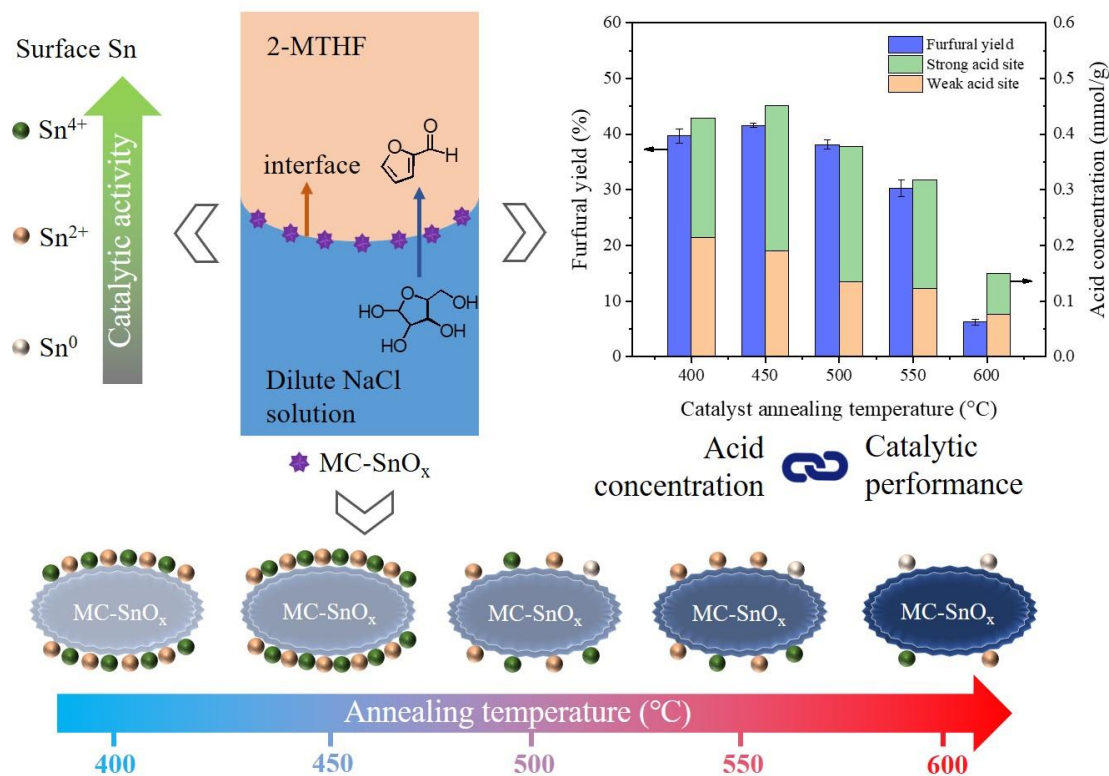 Surface Sn
Sn⁴⁺
Sn²⁺
Sn⁰
Catalytic activity
2-MTHF
interface
O
H
O
HO
O
OH
HO
OH
Dilute NaCl
solution
MC-SnOₓ
60
50
40
30
20
10
0
Furfural yield (%)
Furfural yield
Strong acid site
Weak acid site
0.6
0.5
0.4
0.3
0.2
0.1
0.0
Acid concentration (mmol/g)
400 450 500 550 600
Catalyst annealing temperature (°C)
Acid
concentration
Catalytic
performance
MC-SnOₓ
MC-SnOₓ
MC-SnOₓ
MC-SnOₓ
MC-SnOₓ
Annealing temperature (℃)
400 450 500 550 600